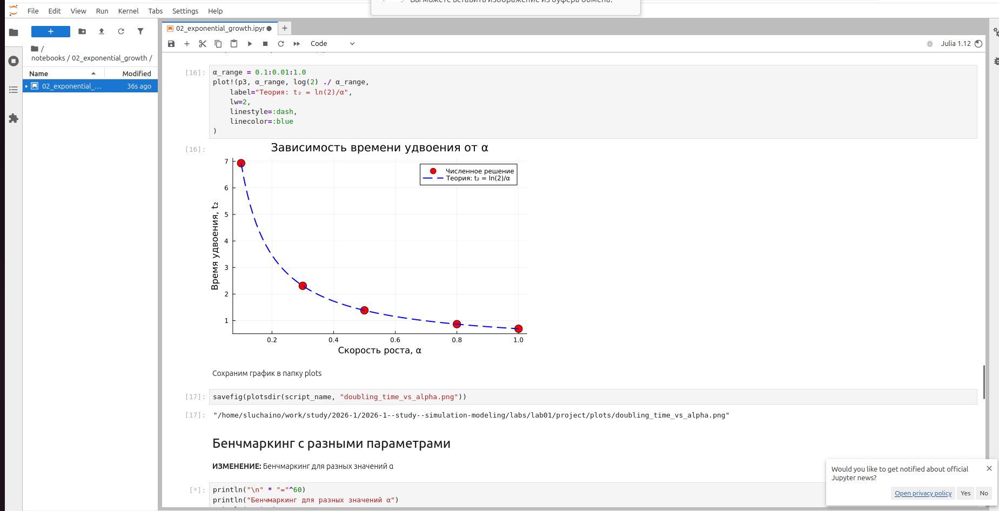 Вы можете вставить изображение из буфера обмена.
File Edit View Run Kernel Tabs Settings Help
02_exponential_growth.ipyr
+
/
notebooks / 02_exponential_growth /
Name Modified
02_exponential_... 36s ago
Code
Julia 1.12
[16]:
α_range = 0.1:0.01:1.0
plot!(p3, α_range, log(2) ./ α_range,
label="Теория: t₂ = ln(2)/α",
lw=2,
linestyle=:dash,
linecolor=:blue
)
[16]:
Зависимость времени удвоения от α
Численное решение
Теория: t₂ = ln(2)/α
Время удвоения, t₂
7
6
5
4
3
2
1
0.2 0.4 0.6 0.8 1.0
Скорость роста, α
Сохраним график в папку plots
[17]:
savefig(plotsdir(script_name, "doubling_time_vs_alpha.png"))
[17]:
"/home/sluchaino/work/study/2026-1/2026-1--study--simulation-modeling/labs/lab01/project/plots/doubling_time_vs_alpha.png"
Бенчмаркинг с разными параметрами
ИЗМЕНЕНИЕ: Бенчмаркинг для разных значений α
[*]:
println("\n" * "="^60)
println("Бенчмаркинг для разных значений α")
Would you like to get notified about official
Jupyter news?
Open privacy policy Yes No